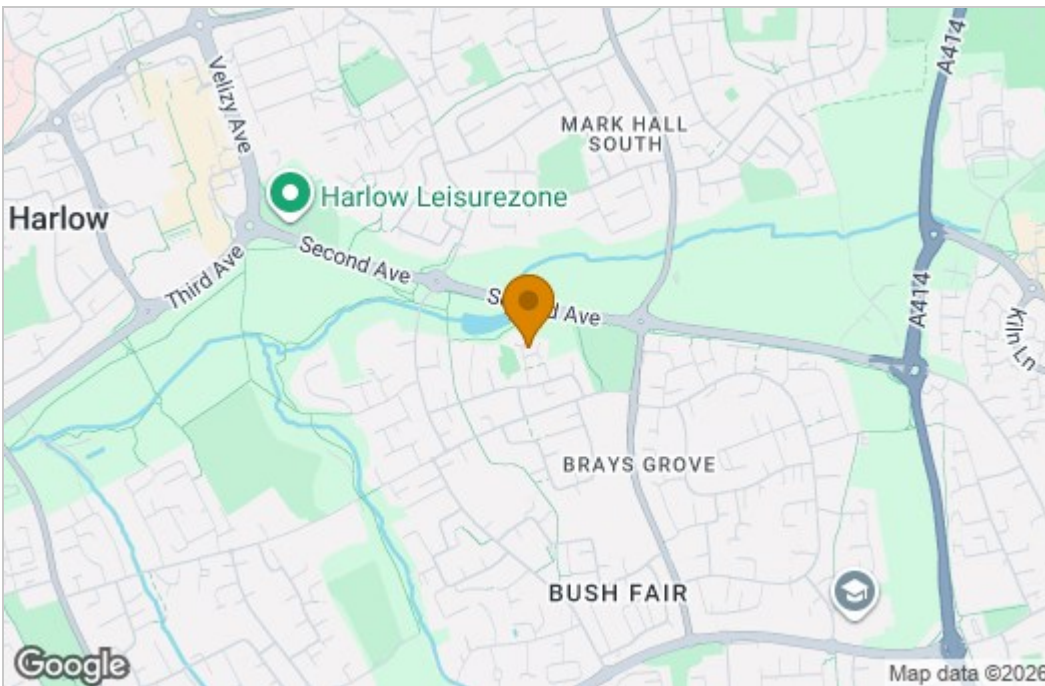 A414
Velizy Ave
MARK HALL
SOUTH
Harlow Leisurezone
Harlow
Third Ave
Second Ave
Second Ave
A414
Kiln Ln
BRAYS GROVE
BUSH FAIR
Google
Map data ©2026